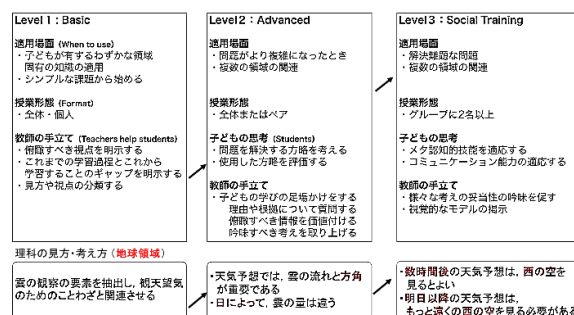 Level 1：Basic
適用場面 (When to use)
・子どもが有するわずかな領域
固有の知識の適用
・シンプルな課題から始める
授業形態 (Format)
・全体・個人
教師の手立て (Teachers help students)
・俯瞰すべき視点を明示する
・これまでの学習過程とこれから
学習することのギャップを明示する
・見方や視点の分類する
Level2：Advanced
適用場面
・問題がより複雑になったとき
・複数の領域の関連
授業形態
・全体またはペア
子どもの思考 (Students)
・問題を解決する方略を考える
・使用した方略を評価する
教師の手立て
・子どもの学びの足場かけをする
理由や根拠について質問する
俯瞰すべき情報を価値付ける
吟味すべき考えを取り上げる
Level3：Social Training
適用場面
・解決難題な問題
・複数の領域の関連
授業形態
・グループに2名以上
子どもの思考
・メタ認知的技能を適応する
・コミュニケーション能力の適応する
教師の手立て
・様々な考えの妥当性の吟味を促す
・視覚的なモデルの掲示
理科の見方・考え方（地球領域）
雲の観察の要素を抽出し，観天望気
のためのことわざと関連させる
・天気予想では，雲の流れと方角
が重要である
・日によって，雲の量は違う
・数時間後の天気予想は，西の空を
見るとよい
・明日以降の天気予想は，
もっと遠くの西の空を見る必要がある